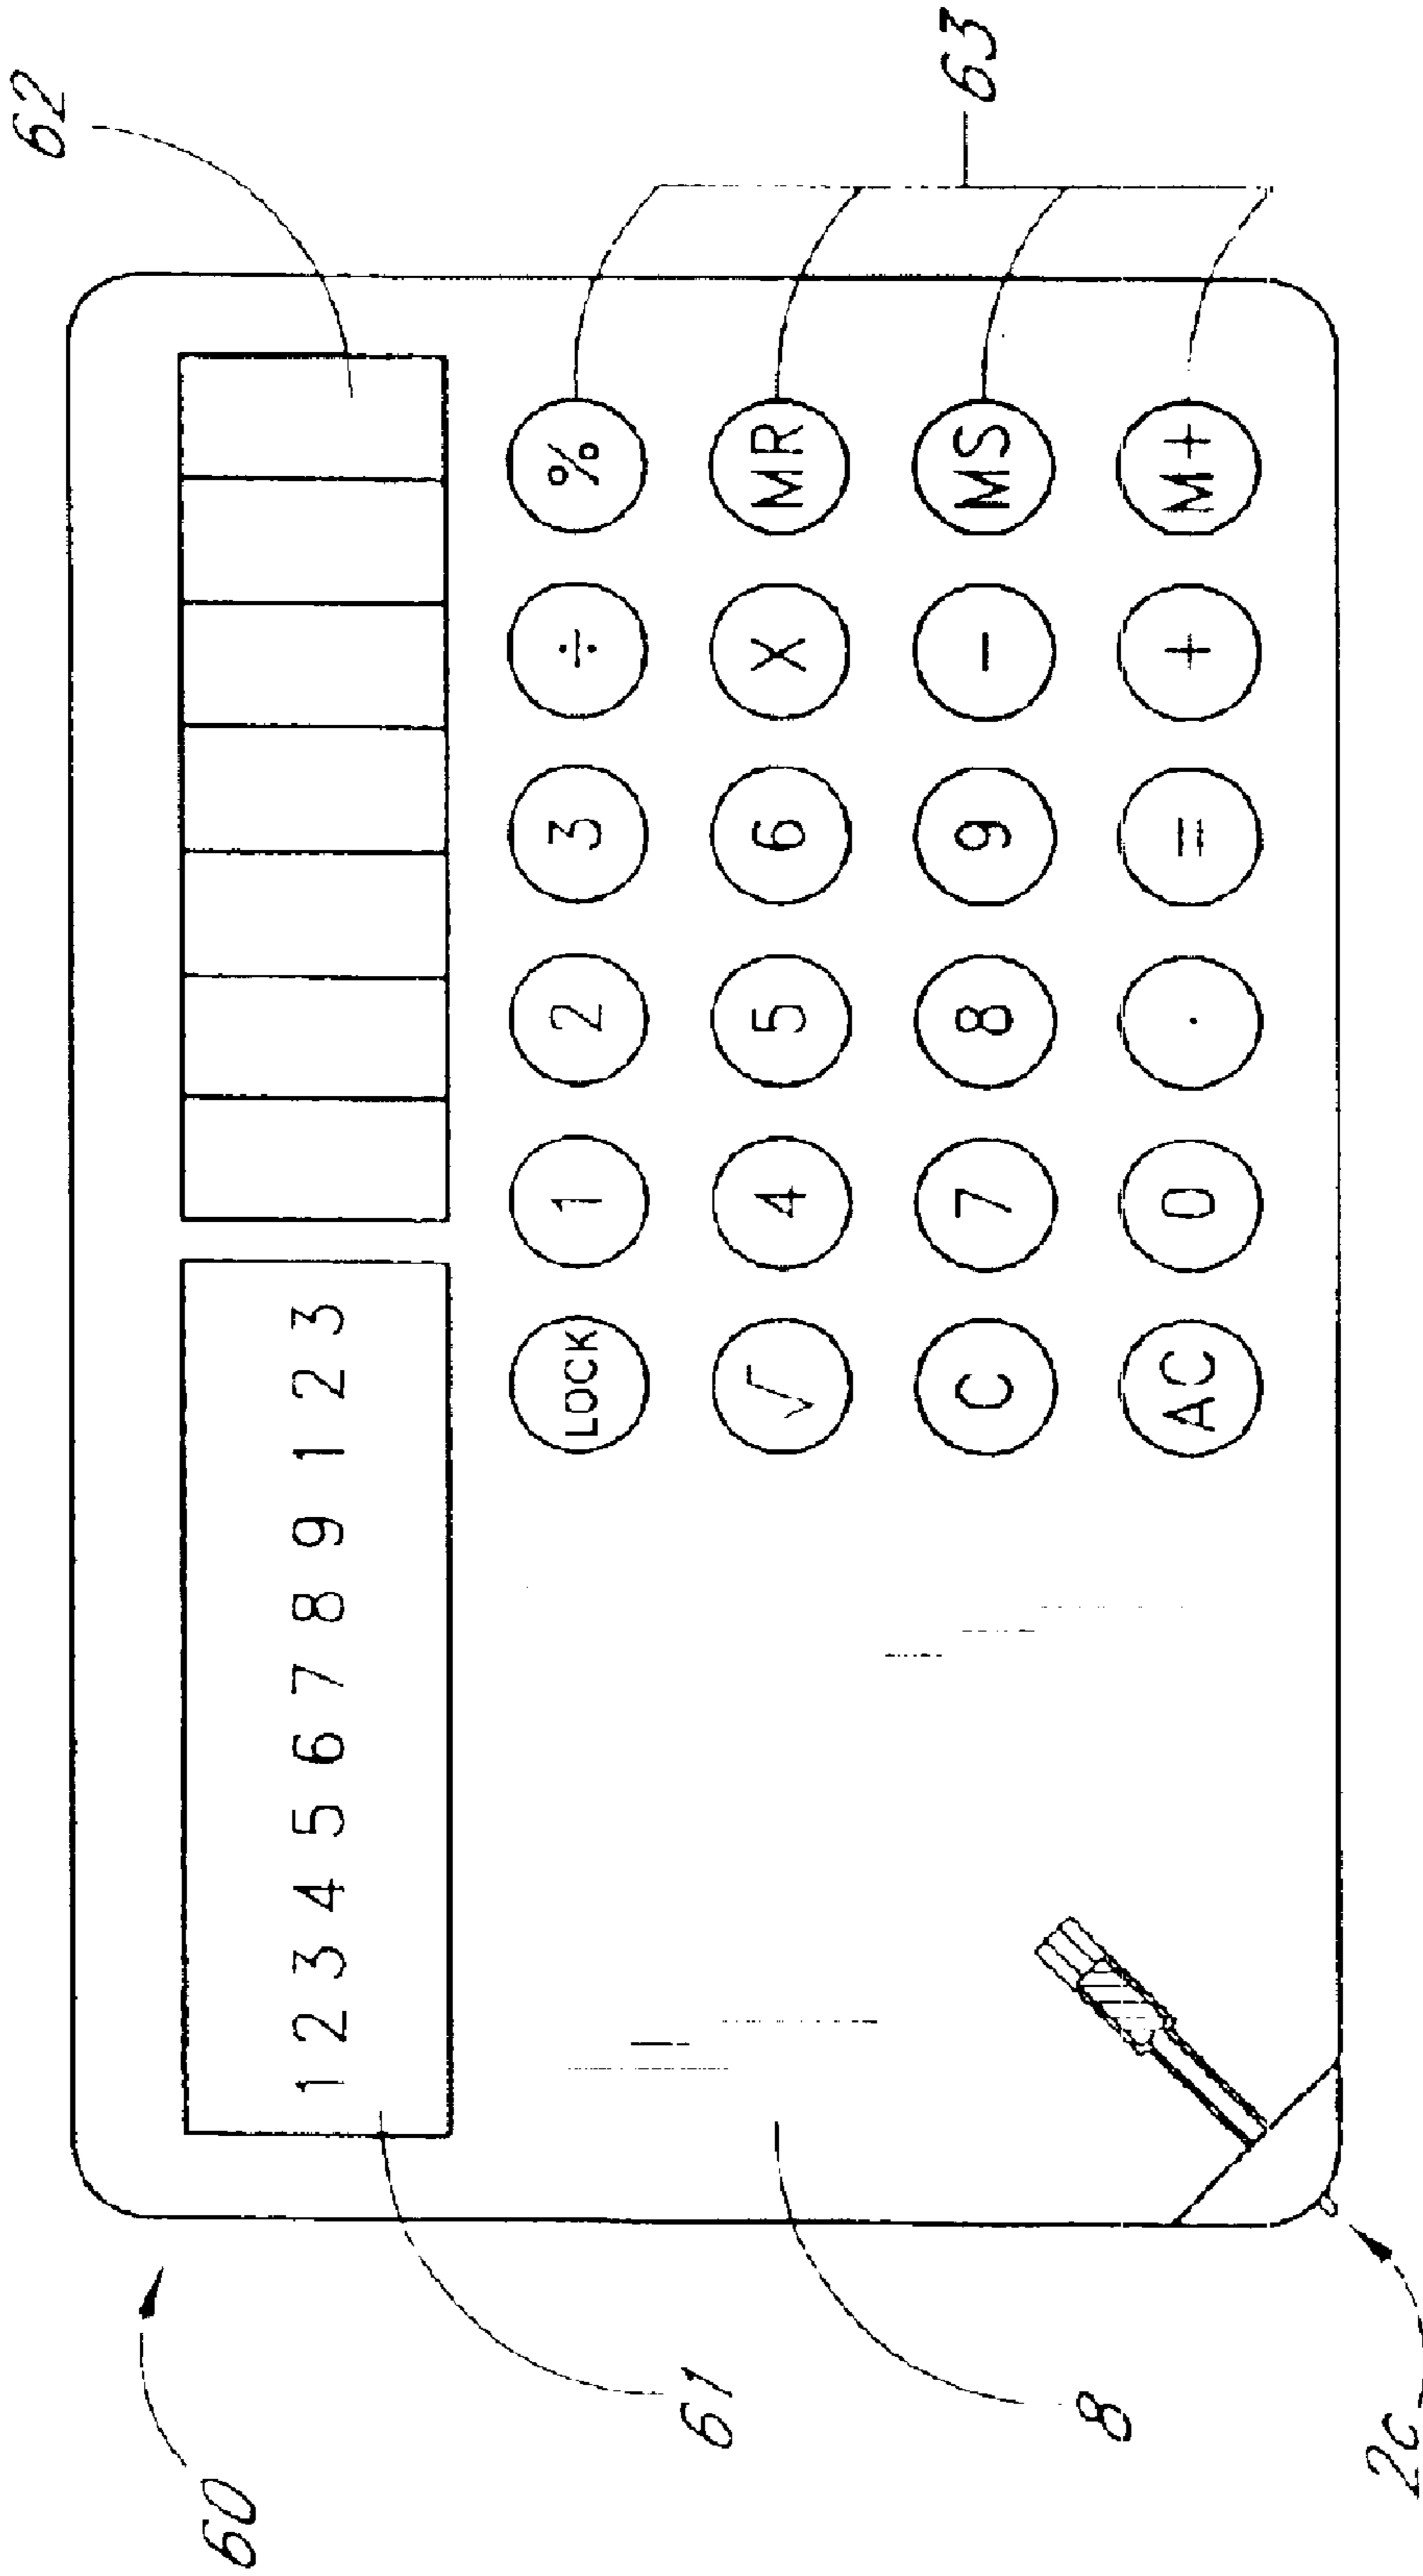 62
60
1 2 3 4 5 6 7 8 9 1 2 3
LOCK 1 2 3 ÷ %
61
√ 4 5 6 X MR
63
C 7 8 9 − MS
8
AC 0 . = + M+
2c